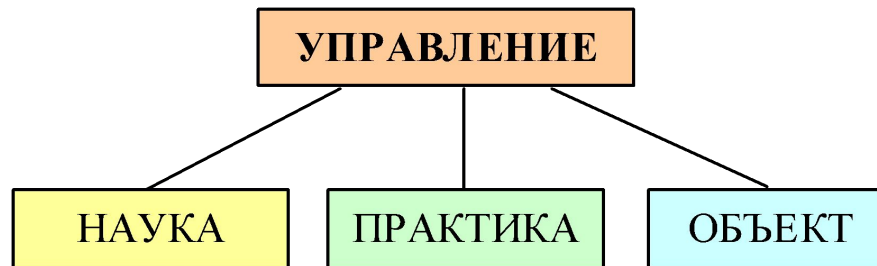 УПРАВЛЕНИЕ
НАУКА ПРАКТИКА ОБЪЕКТ